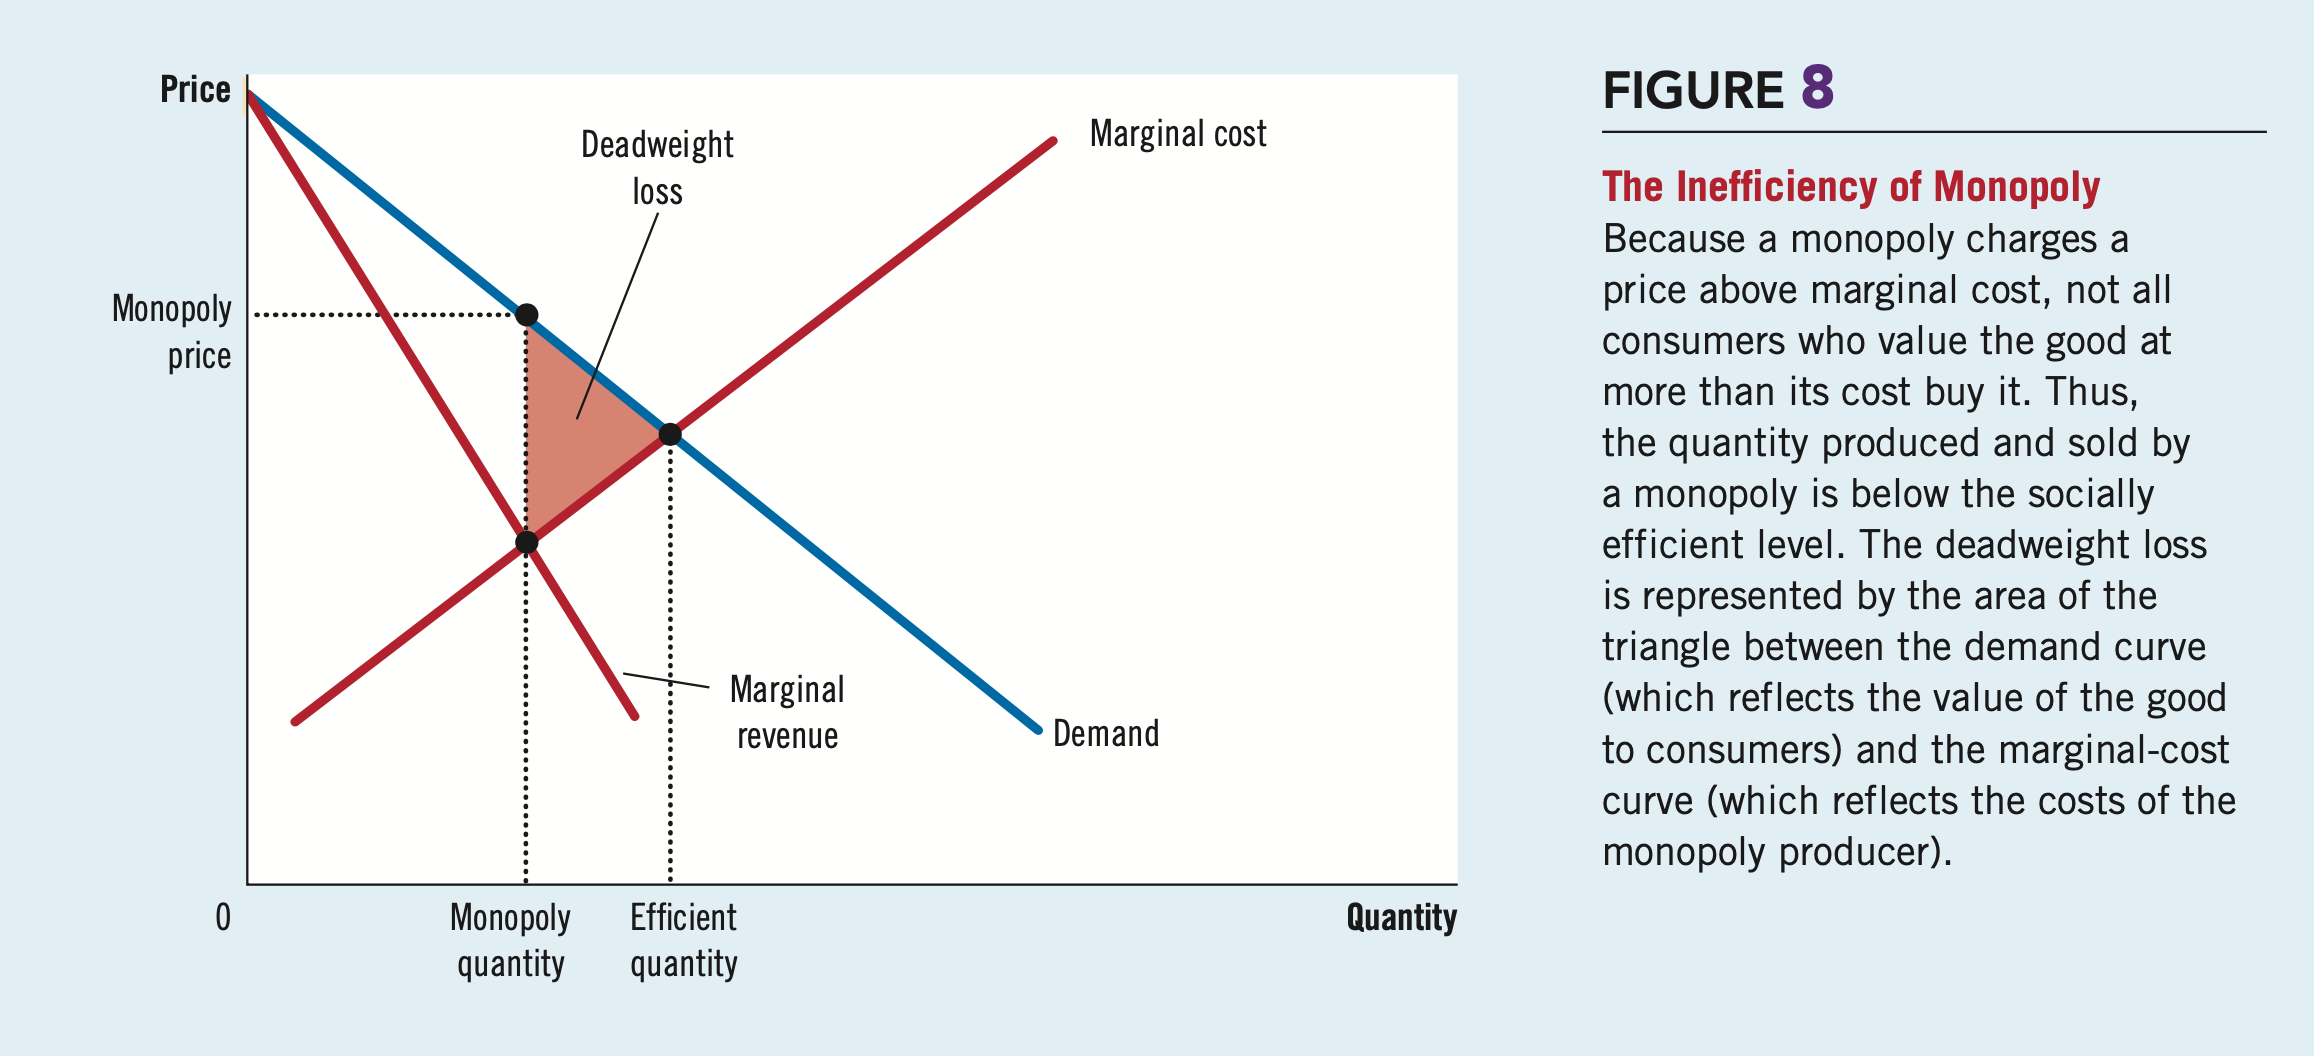 Price
Deadweight
loss
Marginal cost
Monopoly
price
Marginal
revenue
Demand
0
Monopoly
quantity
Efficient
quantity
Quantity
FIGURE 8
The Inefficiency of Monopoly
Because a monopoly charges a
price above marginal cost, not all
consumers who value the good at
more than its cost buy it. Thus,
the quantity produced and sold by
a monopoly is below the socially
efficient level. The deadweight loss
is represented by the area of the
triangle between the demand curve
(which reflects the value of the good
to consumers) and the marginal-cost
curve (which reflects the costs of the
monopoly producer).